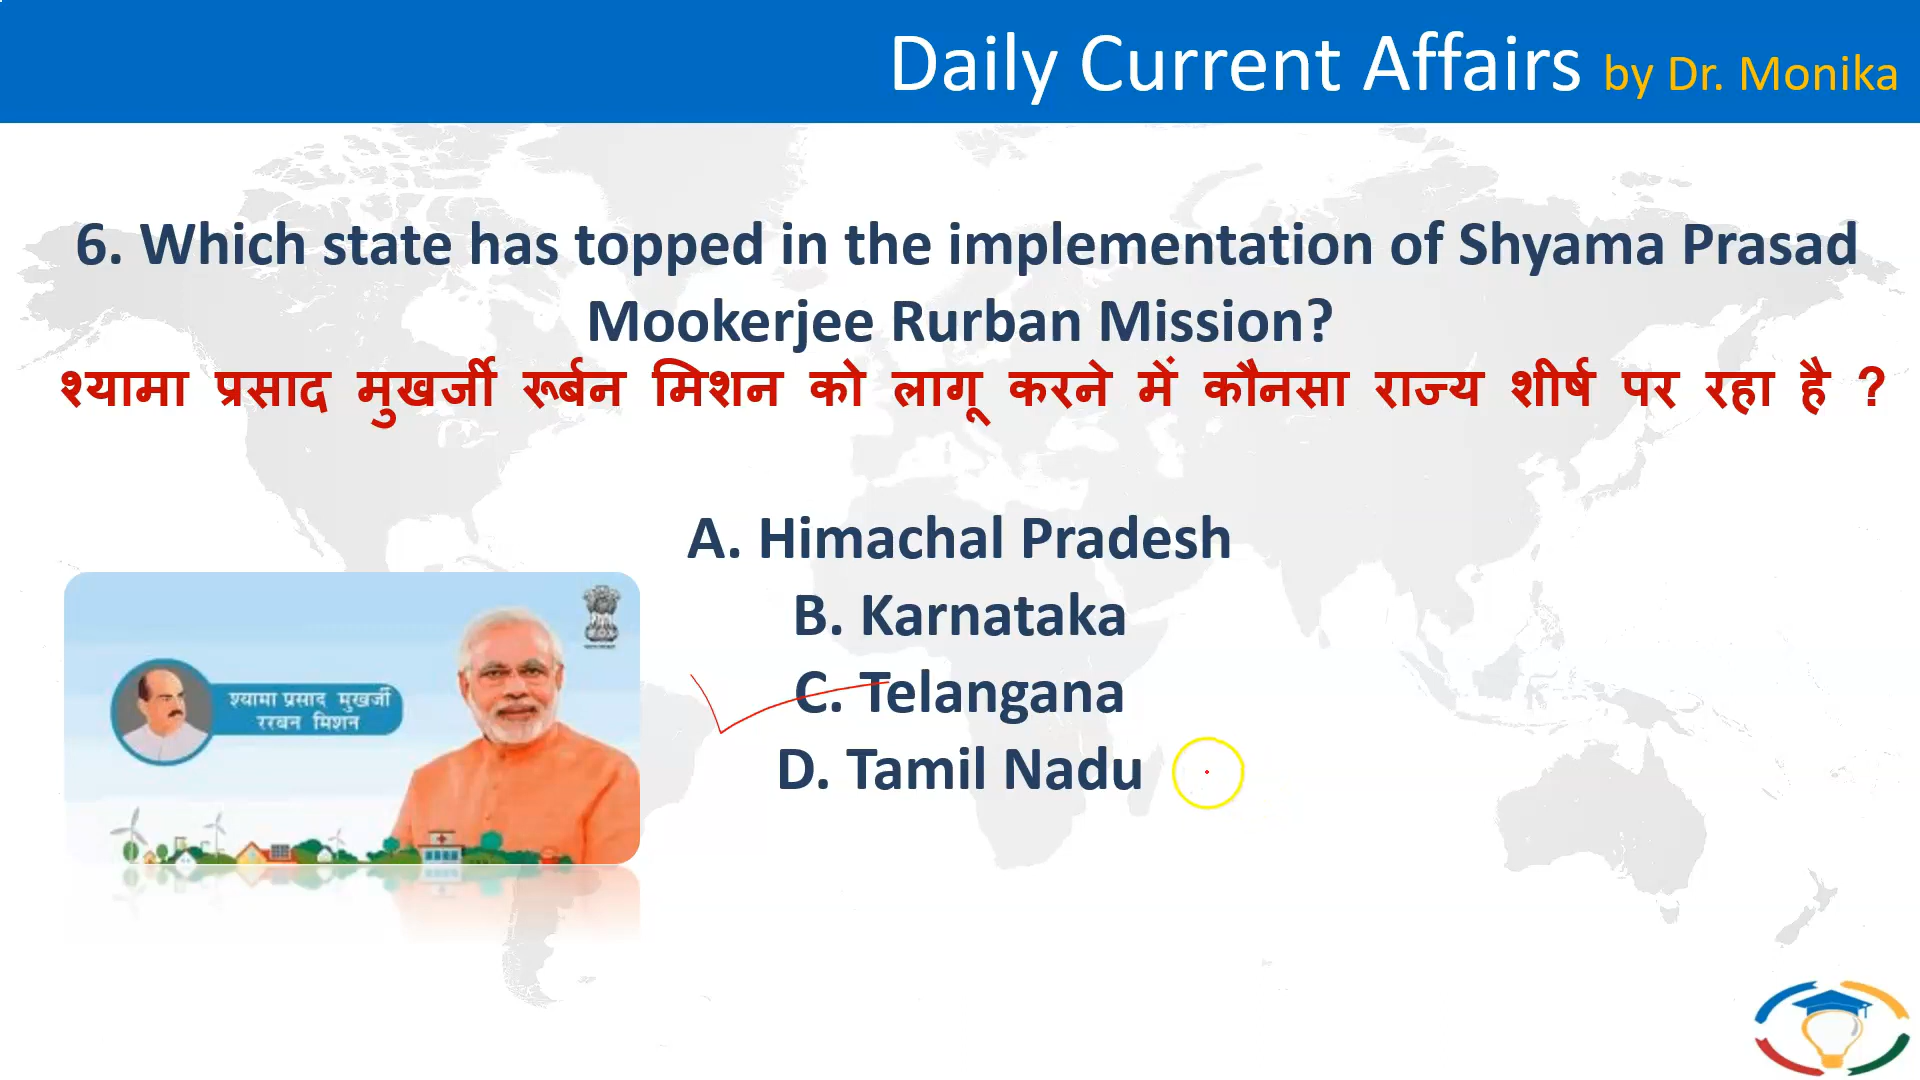 Daily Current Affairs by Dr. Monika
6. Which state has topped in the implementation of Shyama Prasad
Mookerjee Rurban Mission?
श्यामा प्रसाद मुखर्जी रूर्बन मिशन को लागू करने में कौनसा राज्य शीर्ष पर रहा है ?
A. Himachal Pradesh
B. Karnataka
C. Telangana
D. Tamil Nadu
श्यामा प्रसाद मुखर्जी
ररबन मिशन